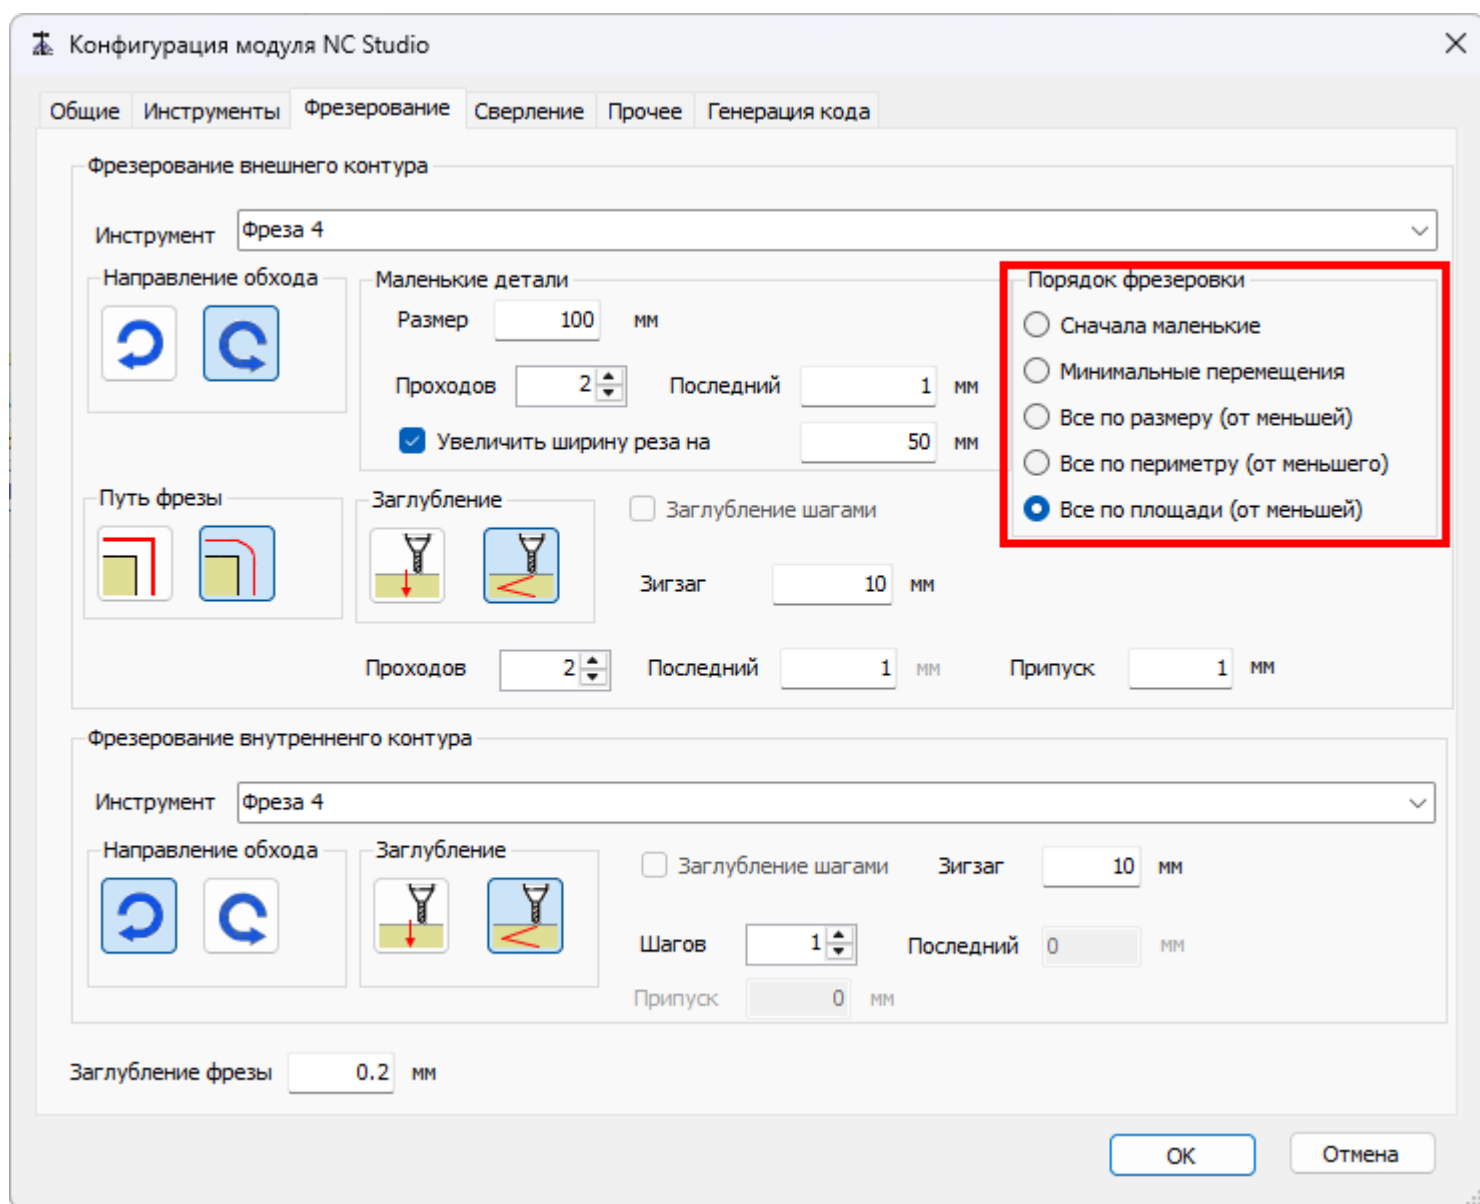 Конфигурация модуля NC Studio
Общие Инструменты Фрезерование Сверление Прочее Генерация кода
Фрезерование внешнего контура
Инструмент Фреза 4
Направление обхода Маленькие детали Порядок фрезеровки
Размер 100 мм Сначала маленькие
Минимальные перемещения
Проходов 2 Последний 1 мм
Все по размеру (от меньшей)
Увеличить ширину реза на 50 мм
Все по периметру (от меньшего)
Путь фрезы Заглубление Заглубление шагами Все по площади (от меньшей)
Зигзаг 10 мм
Проходов 2 Последний 1 мм Припуск 1 мм
Фрезерование внутренненго контура
Инструмент Фреза 4
Направление обхода Заглубление
Заглубление шагами Зигзаг 10 мм
Шагов 1 Последний 0 мм
Припуск 0 мм
Заглубление фрезы 0.2 мм
OK Отмена